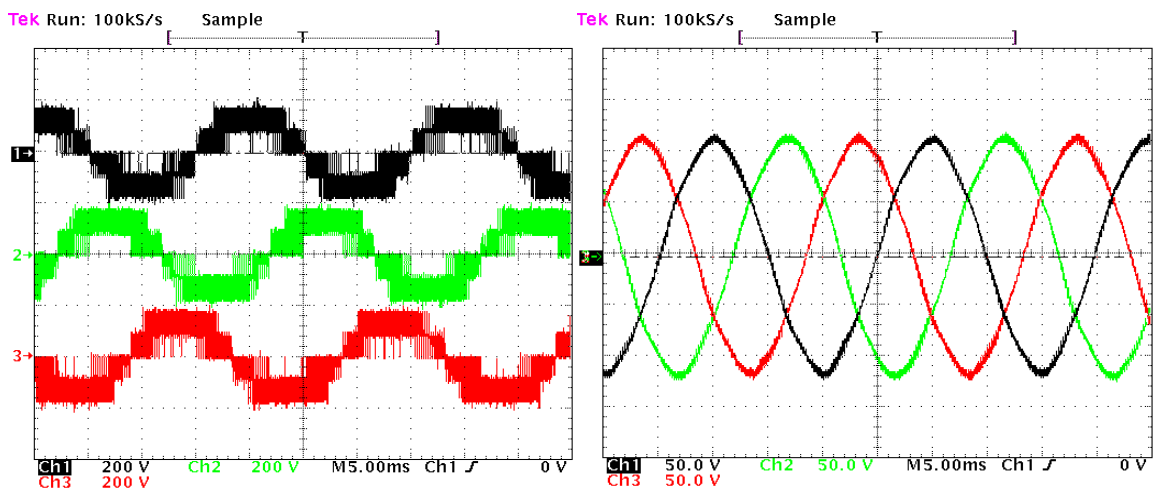 Tek Run: 100kS/s Sample
[ T ]
1→
2→
3→
Ch1 200 V Ch2 200 V M5.00ms Ch1 ƒ 0 V
Ch3 200 V
Tek Run: 100kS/s Sample
[ T ]
Ch1 50.0 V Ch2 50.0 V M5.00ms Ch1 ƒ 0 V
Ch3 50.0 V